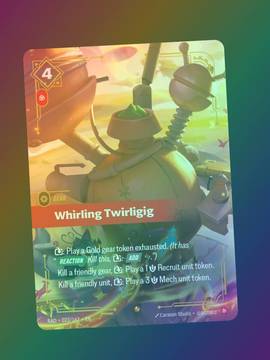 4
GEAR
Whirling Twirligig
: Play a Gold gear token exhausted. (It has
" REACTION Kill this, : ADD .")
Kill a friendly gear, : Play a 1 Recruit unit token.
Kill a friendly unit, : Play a 3 Mech unit token.